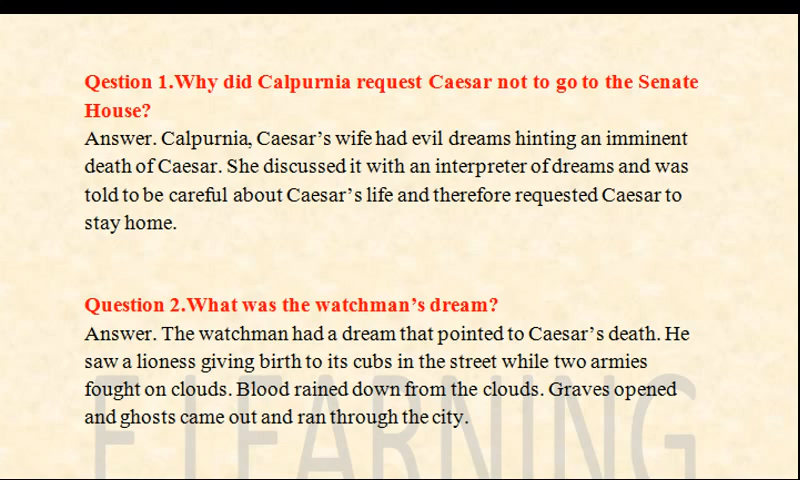 Qestion 1.Why did Calpurnia request Caesar not to go to the Senate
House?
Answer. Calpurnia, Caesar's wife had evil dreams hinting an imminent
death of Caesar. She discussed it with an interpreter of dreams and was
told to be careful about Caesar's life and therefore requested Caesar to
stay home.
Question 2.What was the watchman's dream?
Answer. The watchman had a dream that pointed to Caesar's death. He
saw a lioness giving birth to its cubs in the street while two armies
fought on clouds. Blood rained down from the clouds. Graves opened
and ghosts came out and ran through the city.
E LEARNING